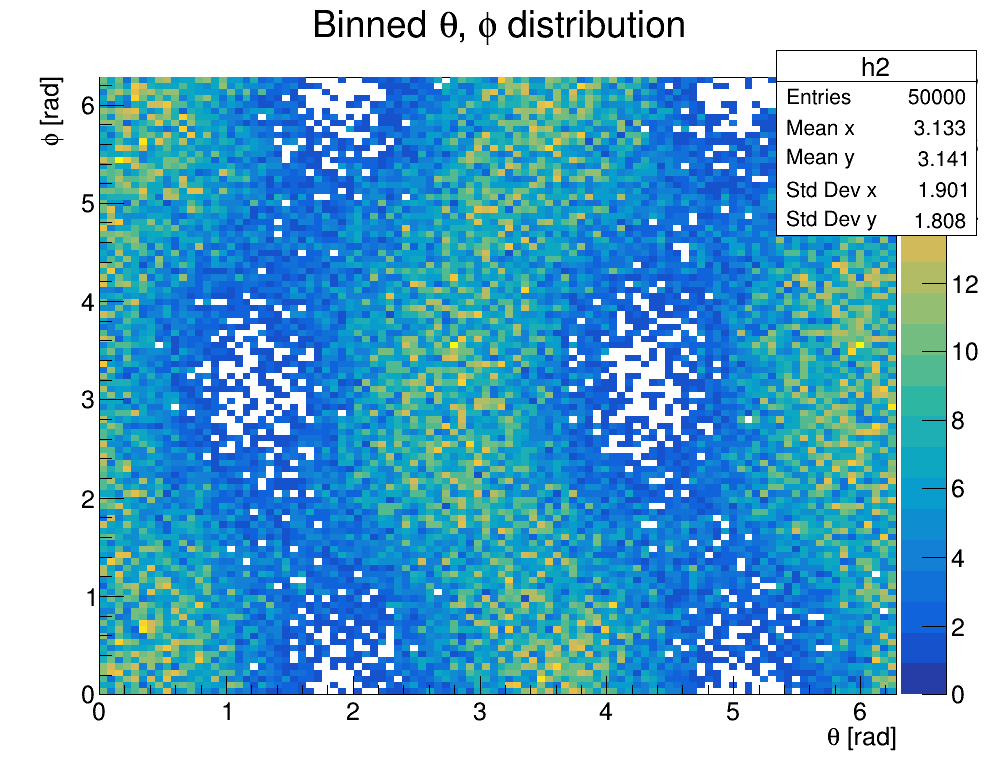 Binned θ, ϕ distribution
h2
Entries 50000
Mean x 3.133
Mean y 3.141
Std Dev x 1.901
Std Dev y 1.808
ϕ [rad]
6
5
4
3
2
1
0
0 1 2 3 4 5 6
θ [rad]
12
10
8
6
4
2
0